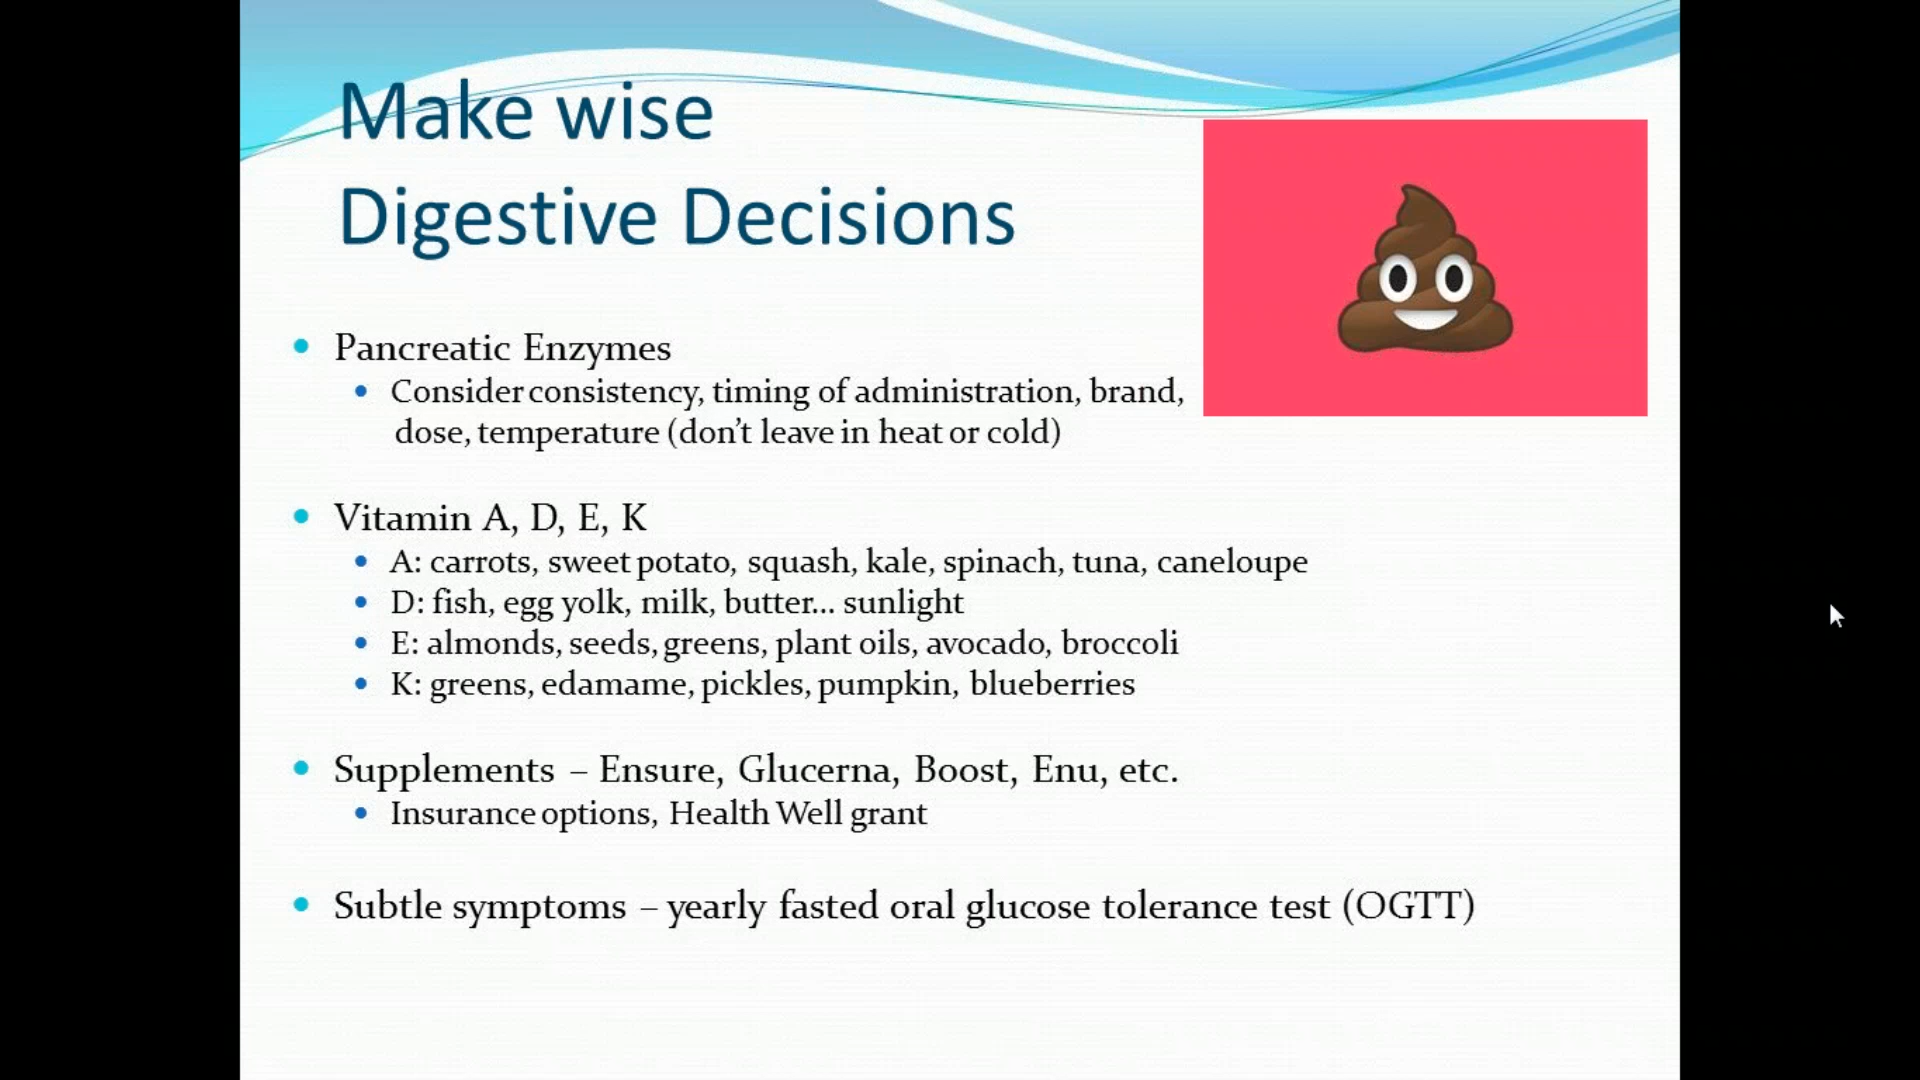 Make wise
Digestive Decisions
Pancreatic Enzymes
Consider consistency, timing of administration, brand,
dose, temperature (don't leave in heat or cold)
Vitamin A, D, E, K
A: carrots, sweet potato, squash, kale, spinach, tuna, caneloupe
D: fish, egg yolk, milk, butter... sunlight
E: almonds, seeds, greens, plant oils, avocado, broccoli
K: greens, edamame, pickles, pumpkin, blueberries
Supplements – Ensure, Glucerna, Boost, Enu, etc.
Insurance options, Health Well grant
Subtle symptoms – yearly fasted oral glucose tolerance test (OGTT)